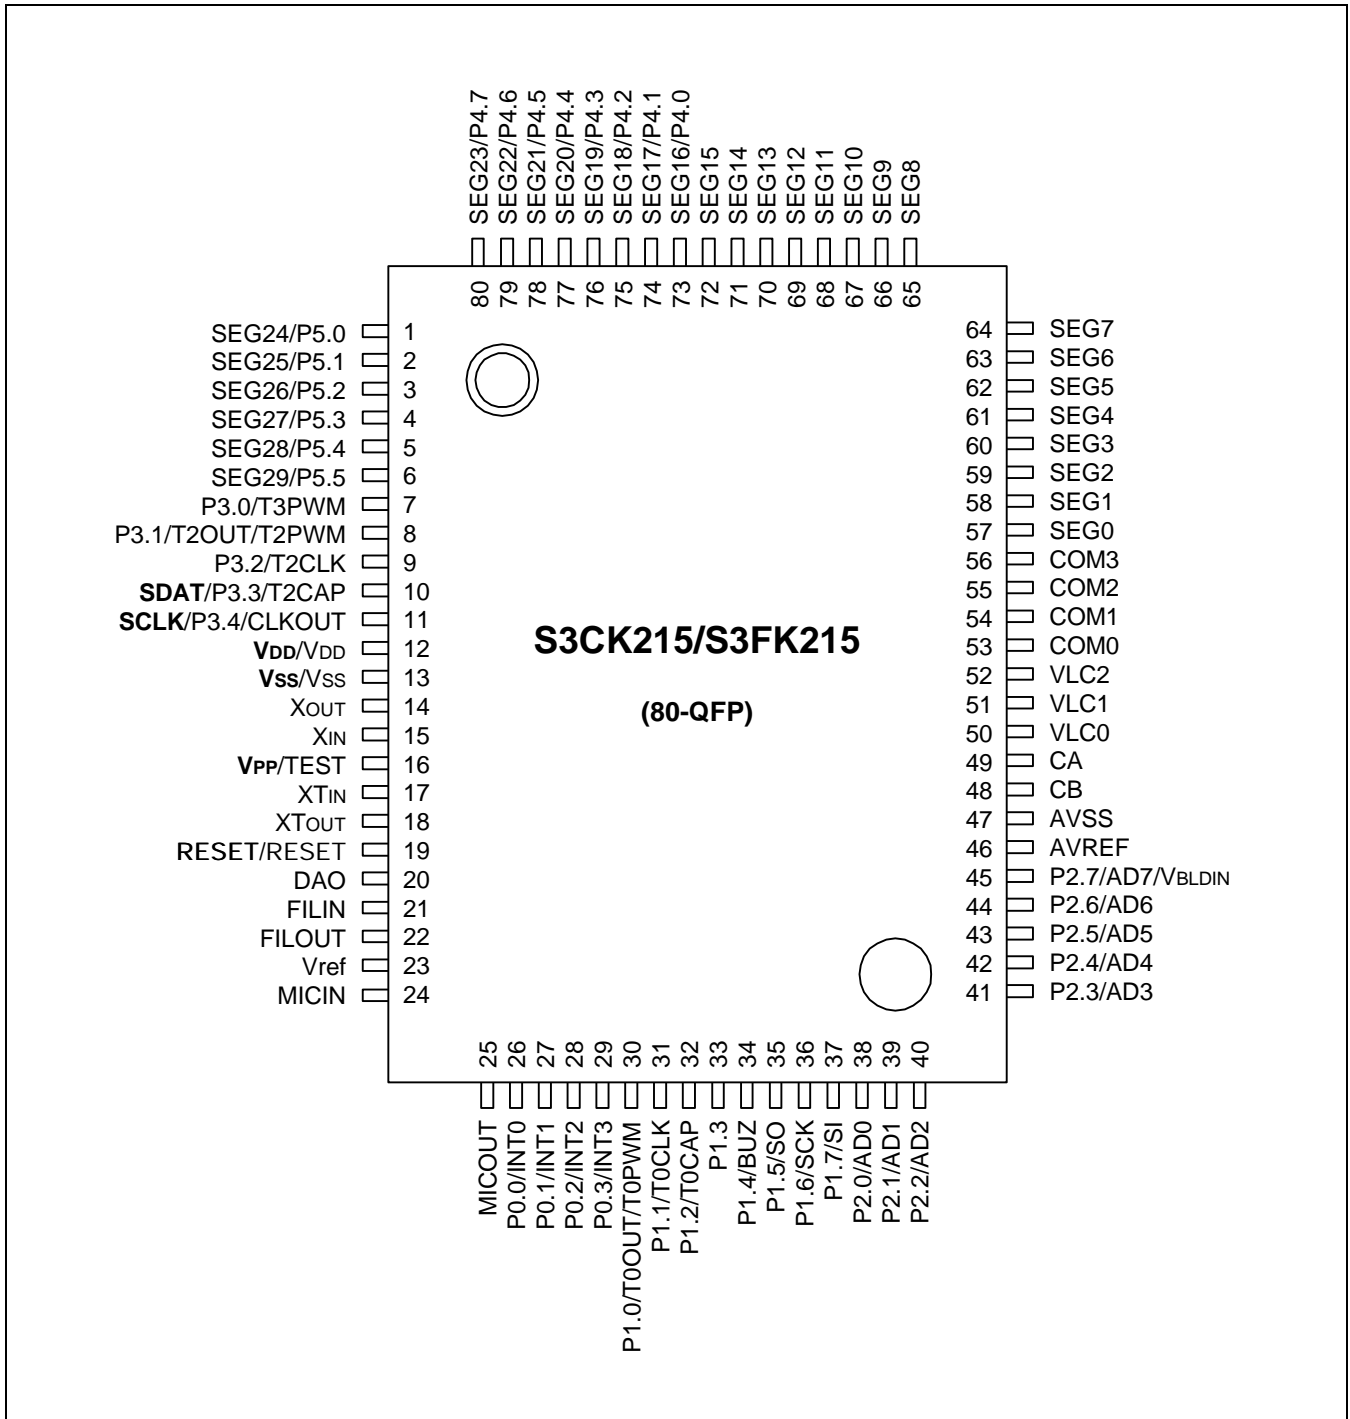 SEG23/P4.7
SEG22/P4.6
SEG21/P4.5
SEG20/P4.4
SEG19/P4.3
SEG18/P4.2
SEG17/P4.1
SEG16/P4.0
SEG15
SEG14
SEG13
SEG12
SEG11
SEG10
SEG9
SEG8
80
79
78
77
76
75
74
73
72
71
70
69
68
67
66
65
SEG24/P5.0 1
SEG25/P5.1 2
SEG26/P5.2 3
SEG27/P5.3 4
SEG28/P5.4 5
SEG29/P5.5 6
P3.0/T3PWM 7
P3.1/T2OUT/T2PWM 8
P3.2/T2CLK 9
SDAT/P3.3/T2CAP 10
SCLK/P3.4/CLKOUT 11
VDD/VDD 12
VSS/VSS 13
XOUT 14
XIN 15
VPP/TEST 16
XTIN 17
XTOUT 18
RESET/RESET 19
DAO 20
FILIN 21
FILOUT 22
Vref 23
MICIN 24
S3CK215/S3FK215
(80-QFP)
64 SEG7
63 SEG6
62 SEG5
61 SEG4
60 SEG3
59 SEG2
58 SEG1
57 SEG0
56 COM3
55 COM2
54 COM1
53 COM0
52 VLC2
51 VLC1
50 VLC0
49 CA
48 CB
47 AVSS
46 AVREF
45 P2.7/AD7/VBLDIN
44 P2.6/AD6
43 P2.5/AD5
42 P2.4/AD4
41 P2.3/AD3
25
26
27
28
29
30
31
32
33
34
35
36
37
38
39
40
MICOUT
P0.0/INT0
P0.1/INT1
P0.2/INT2
P0.3/INT3
P1.0/T0OUT/T0PWM
P1.1/T0CLK
P1.2/T0CAP
P1.3
P1.4/BUZ
P1.5/SO
P1.6/SCK
P1.7/SI
P2.0/AD0
P2.1/AD1
P2.2/AD2